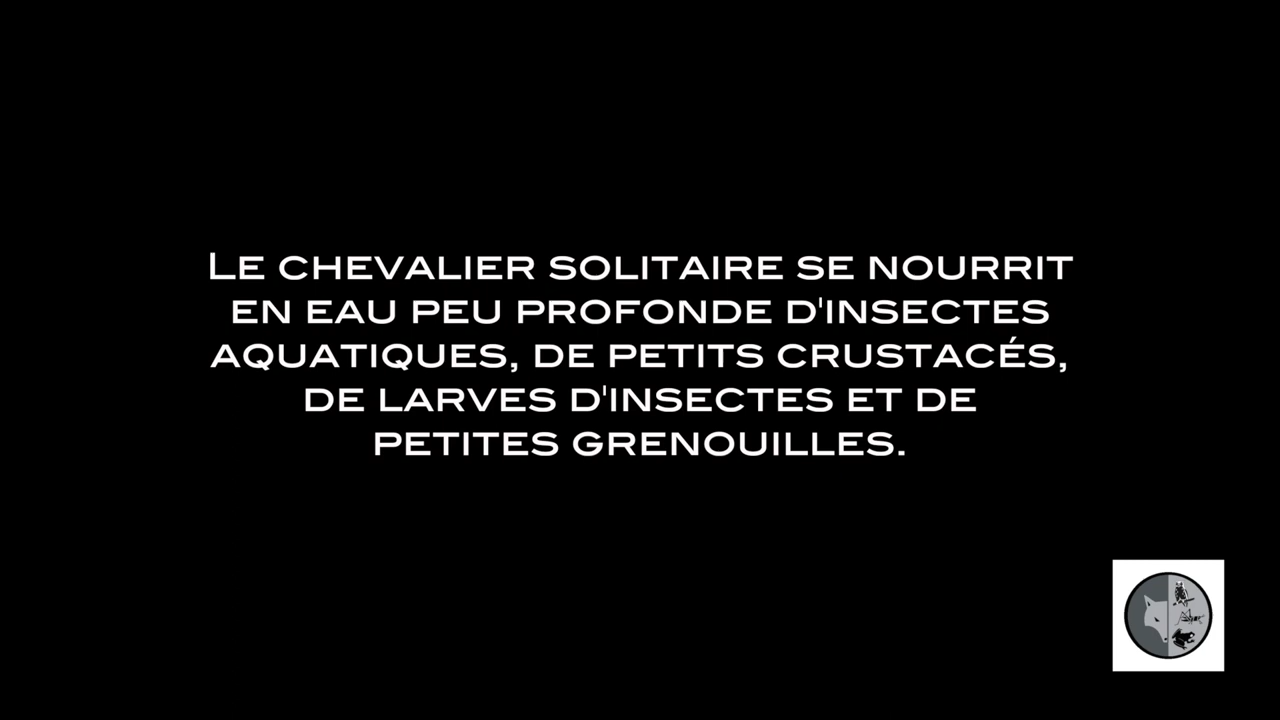 Le chevalier solitaire se nourrit
en eau peu profonde d'insectes
aquatiques, de petits crustacés,
de larves d'insectes et de
petites grenouilles.